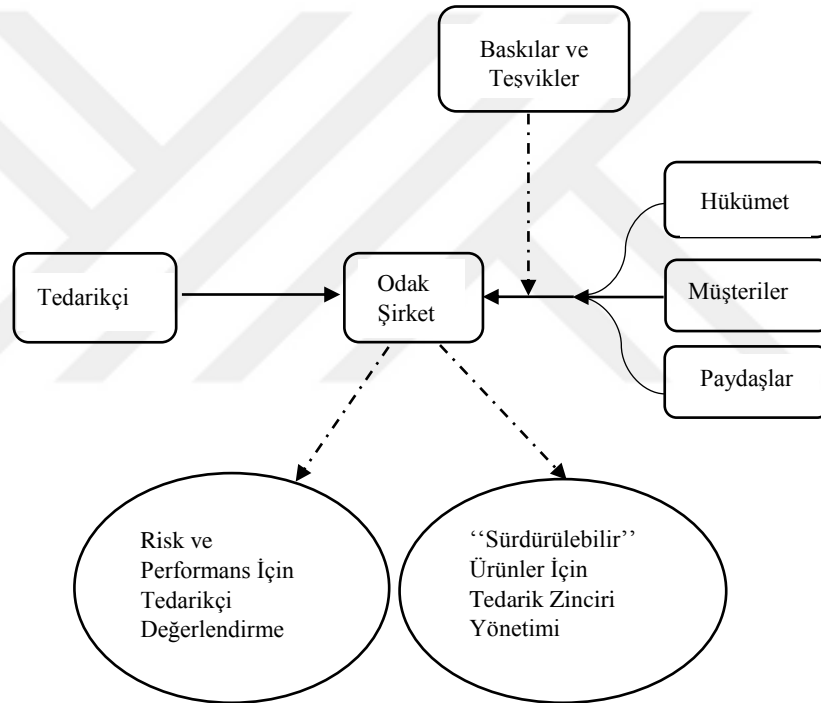 Baskılar ve
Teşvikler
Hükümet
Tedarikçi
Odak
Şirket
Müşteriler
Paydaşlar
Risk ve
Performans İçin
Tedarikçi
Değerlendirme
‘‘Sürdürülebilir’’
Ürünler İçin
Tedarik Zinciri
Yönetimi